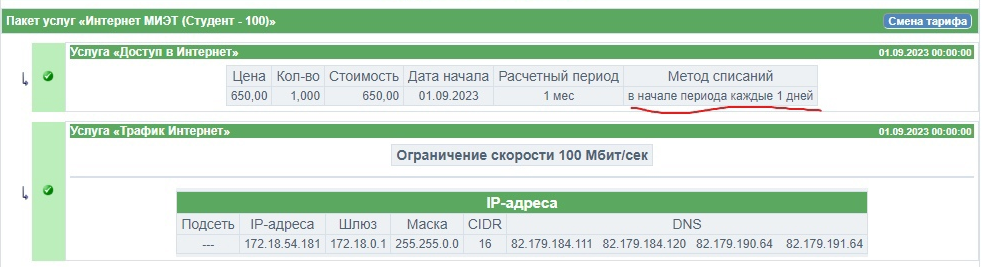 Пакет услуг «Интернет МИЭТ (Студент - 100)» Смена тарифа
Услуга «Доступ в Интернет» 01.09.2023 00:00:00
Цена Кол-во Стоимость Дата начала Расчетный период Метод списаний
650,00 1,000 650,00 01.09.2023 1 мес в начале периода каждые 1 дней
Услуга «Трафик Интернет» 01.09.2023 00:00:00
Ограничение скорости 100 Мбит/сек
IP-адреса
Подсеть IP-адреса Шлюз Маска CIDR DNS
--- 172.18.54.181 172.18.0.1 255.255.0.0 16 82.179.184.111 82.179.184.120 82.179.190.64 82.179.191.64